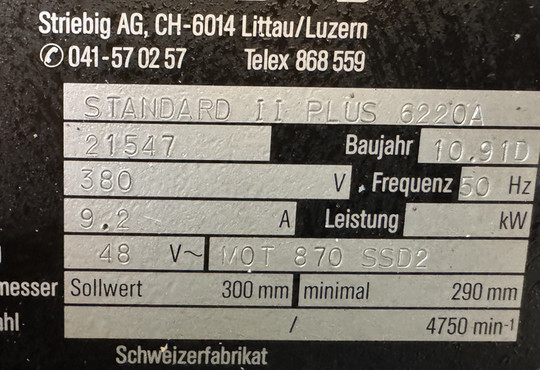 Striebig AG, CH-6014 Littau/Luzern
✆ 041-57 02 57 Telex 868 559
STANDARD II PLUS 6220A
21547 Baujahr 10.91D
380 V, Frequenz 50 Hz
9.2 A Leistung kW
48 V~ MOT 870 SSD2
messer Sollwert 300 mm minimal 290 mm
ahl / 4750 min-1
Schweizerfabrikat